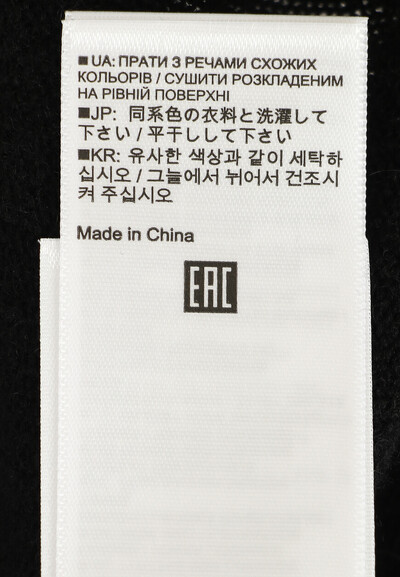 ■ UA: ПРАТИ З РЕЧАМИ СХОЖИХ
КОЛЬОРІВ / СУШИТИ РОЗКЛАДЕНИМ
НА РІВНІЙ ПОВЕРХНІ
■JP: 同系色の衣料と洗濯して
下さい / 平干しして下さい
■KR: 유사한 색상과 같이 세탁하
십시오 / 그늘에서 뉘어서 건조시
켜 주십시오
Made in China
EAC